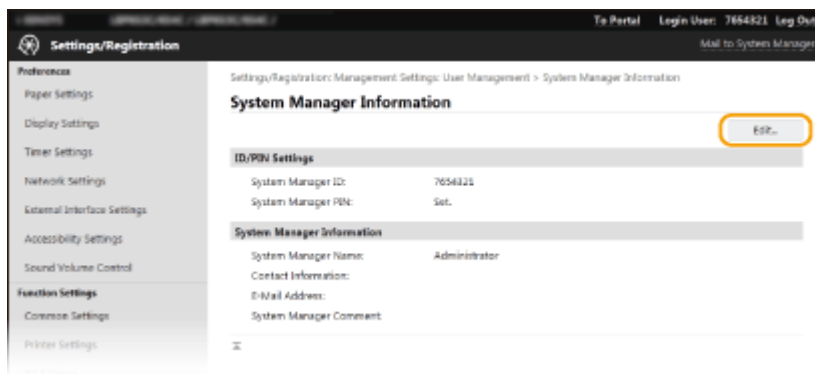 To Portal Login User: 7654321 Log Out
Settings/Registration
Mail to System Manager
Preferences
Paper Settings
Display Settings
Timer Settings
Network Settings
External Interface Settings
Accessibility Settings
Sound Volume Control
Function Settings
Common Settings
Printer Settings
Settings/Registration: Management Settings: User Management > System Manager Information
System Manager Information
Edit...
ID/PIN Settings
System Manager ID: 7654321
System Manager PIN: Set.
System Manager Information
System Manager Name: Administrator
Contact Information:
E-Mail Address:
System Manager Comment: